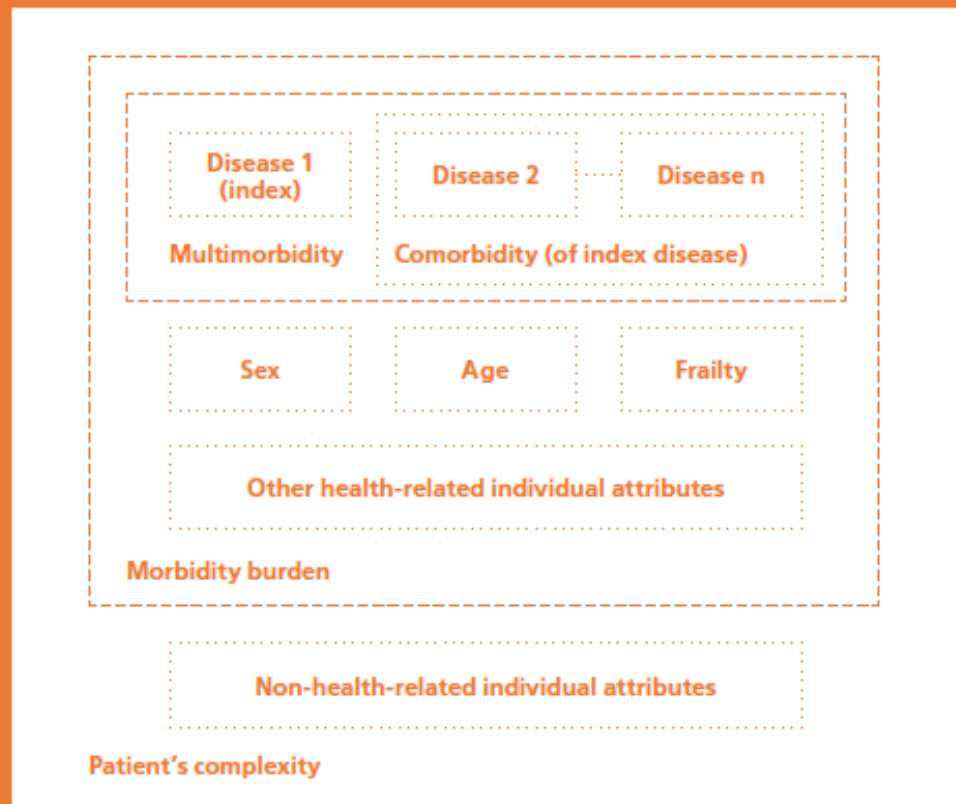 Disease 1
(index)
Disease 2
Disease n
Multimorbidity
Comorbidity (of index disease)
Sex
Age
Frailty
Other health-related individual attributes
Morbidity burden
Non-health-related individual attributes
Patient’s complexity